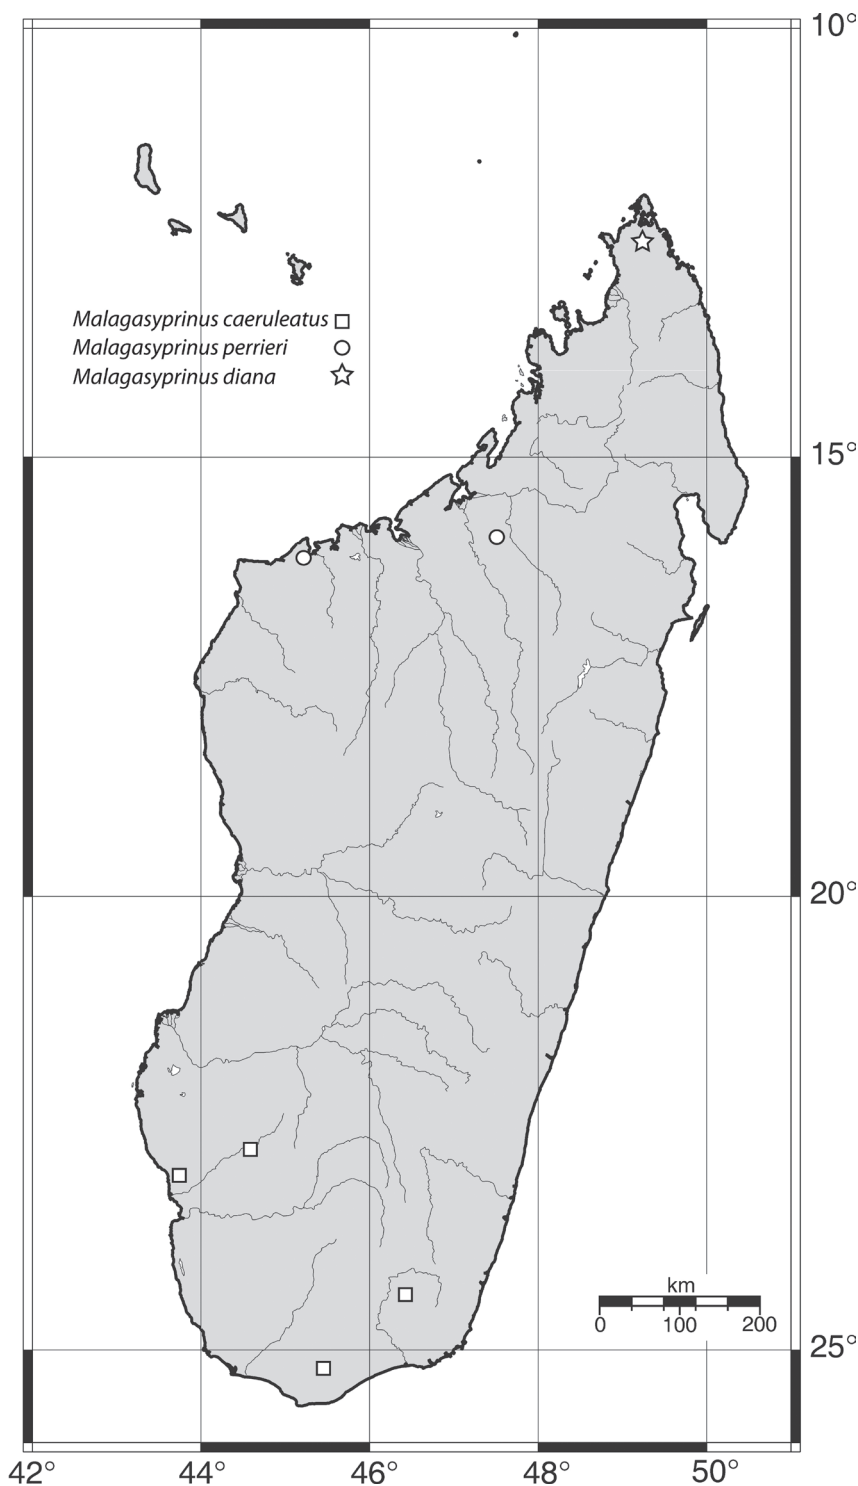 10°
Malagasyprinus caeruleatus
Malagasyprinus perrieri
Malagasyprinus diana
15°
20°
km
0 100 200
25°
42° 44° 46° 48° 50°